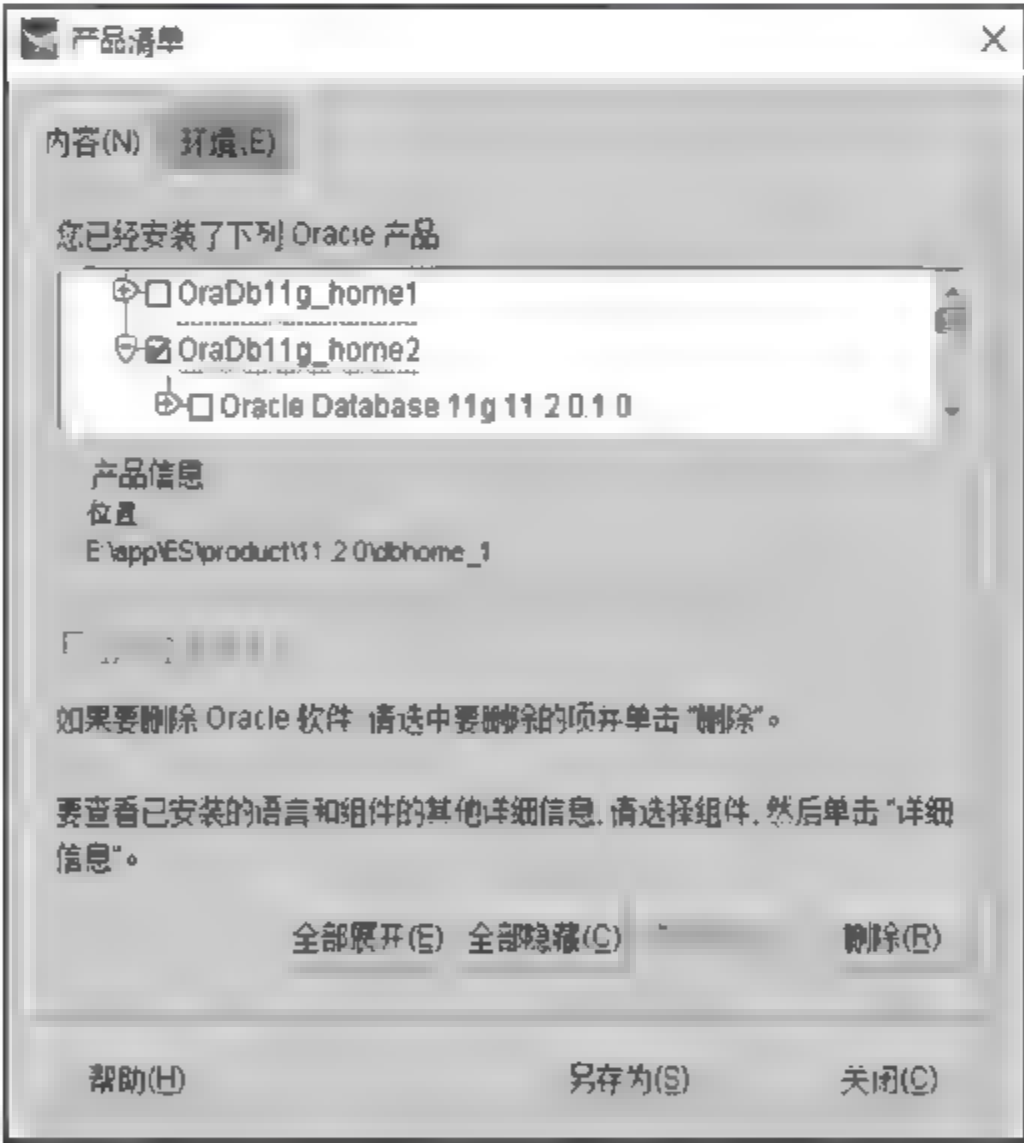 产品清单
内容(N) 环境(E)
您已经安装了下列 Oracle 产品
OraDb11g_home1
OraDb11g_home2
Oracle Database 11g 11.2.0.1.0
产品信息
位置
E:\app\ES\product\11.2.0\dbhome_1
如果要删除 Oracle 软件, 请选中要删除的项并单击 "删除"。
要查看已安装的语言和组件的其他详细信息, 请选择组件, 然后单击 "详细
信息"。
全部展开(E) 全部隐藏(C) 删除(R)
帮助(H) 另存为(S) 关闭(C)